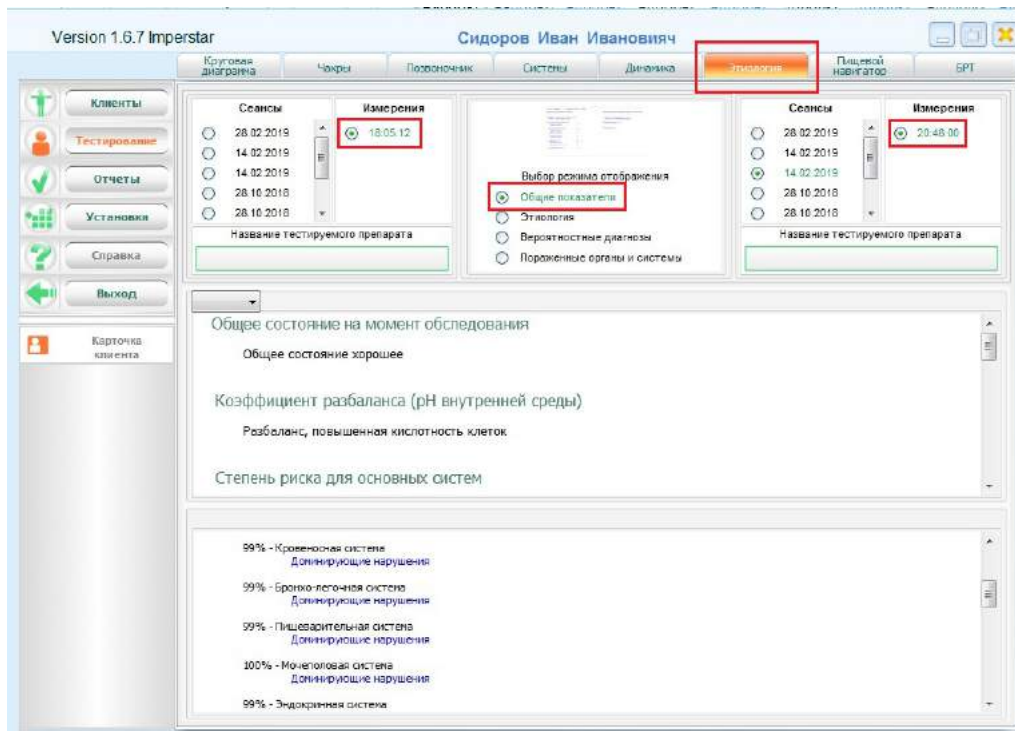 Version 1.6.7 Imperstar
Сидоров Иван Ивановияч
Круговая диаграмма
Чакры
Позвоночник
Системы
Динамика
Этиология
Пищевой навигатор
БРТ
Клиенты
Тестирование
Отчеты
Установки
Справка
Выход
Карточка клиента
Сеансы
Измерения
28.02.2019
18:05:12
14.02.2019
14.02.2019
28.10.2018
28.10.2018
Название тестируемого препарата
Выбор режима отображения
Общие показатели
Этиология
Вероятностные диагнозы
Пораженные органы и системы
Сеансы
Измерения
28.02.2019
20:48:00
14.02.2019
14.02.2019
28.10.2018
28.10.2018
Название тестируемого препарата
Общее состояние на момент обследования
Общее состояние хорошее
Коэффициент разбаланса (pH внутренней среды)
Разбаланс, повышенная кислотность клеток
Степень риска для основных систем
99% - Кровеносная система
Доминирующие нарушения
99% - Бронхо-легочная система
Доминирующие нарушения
99% - Пищеварительная система
Доминирующие нарушения
100% - Мочеполовая система
Доминирующие нарушения
99% - Эндокринная система